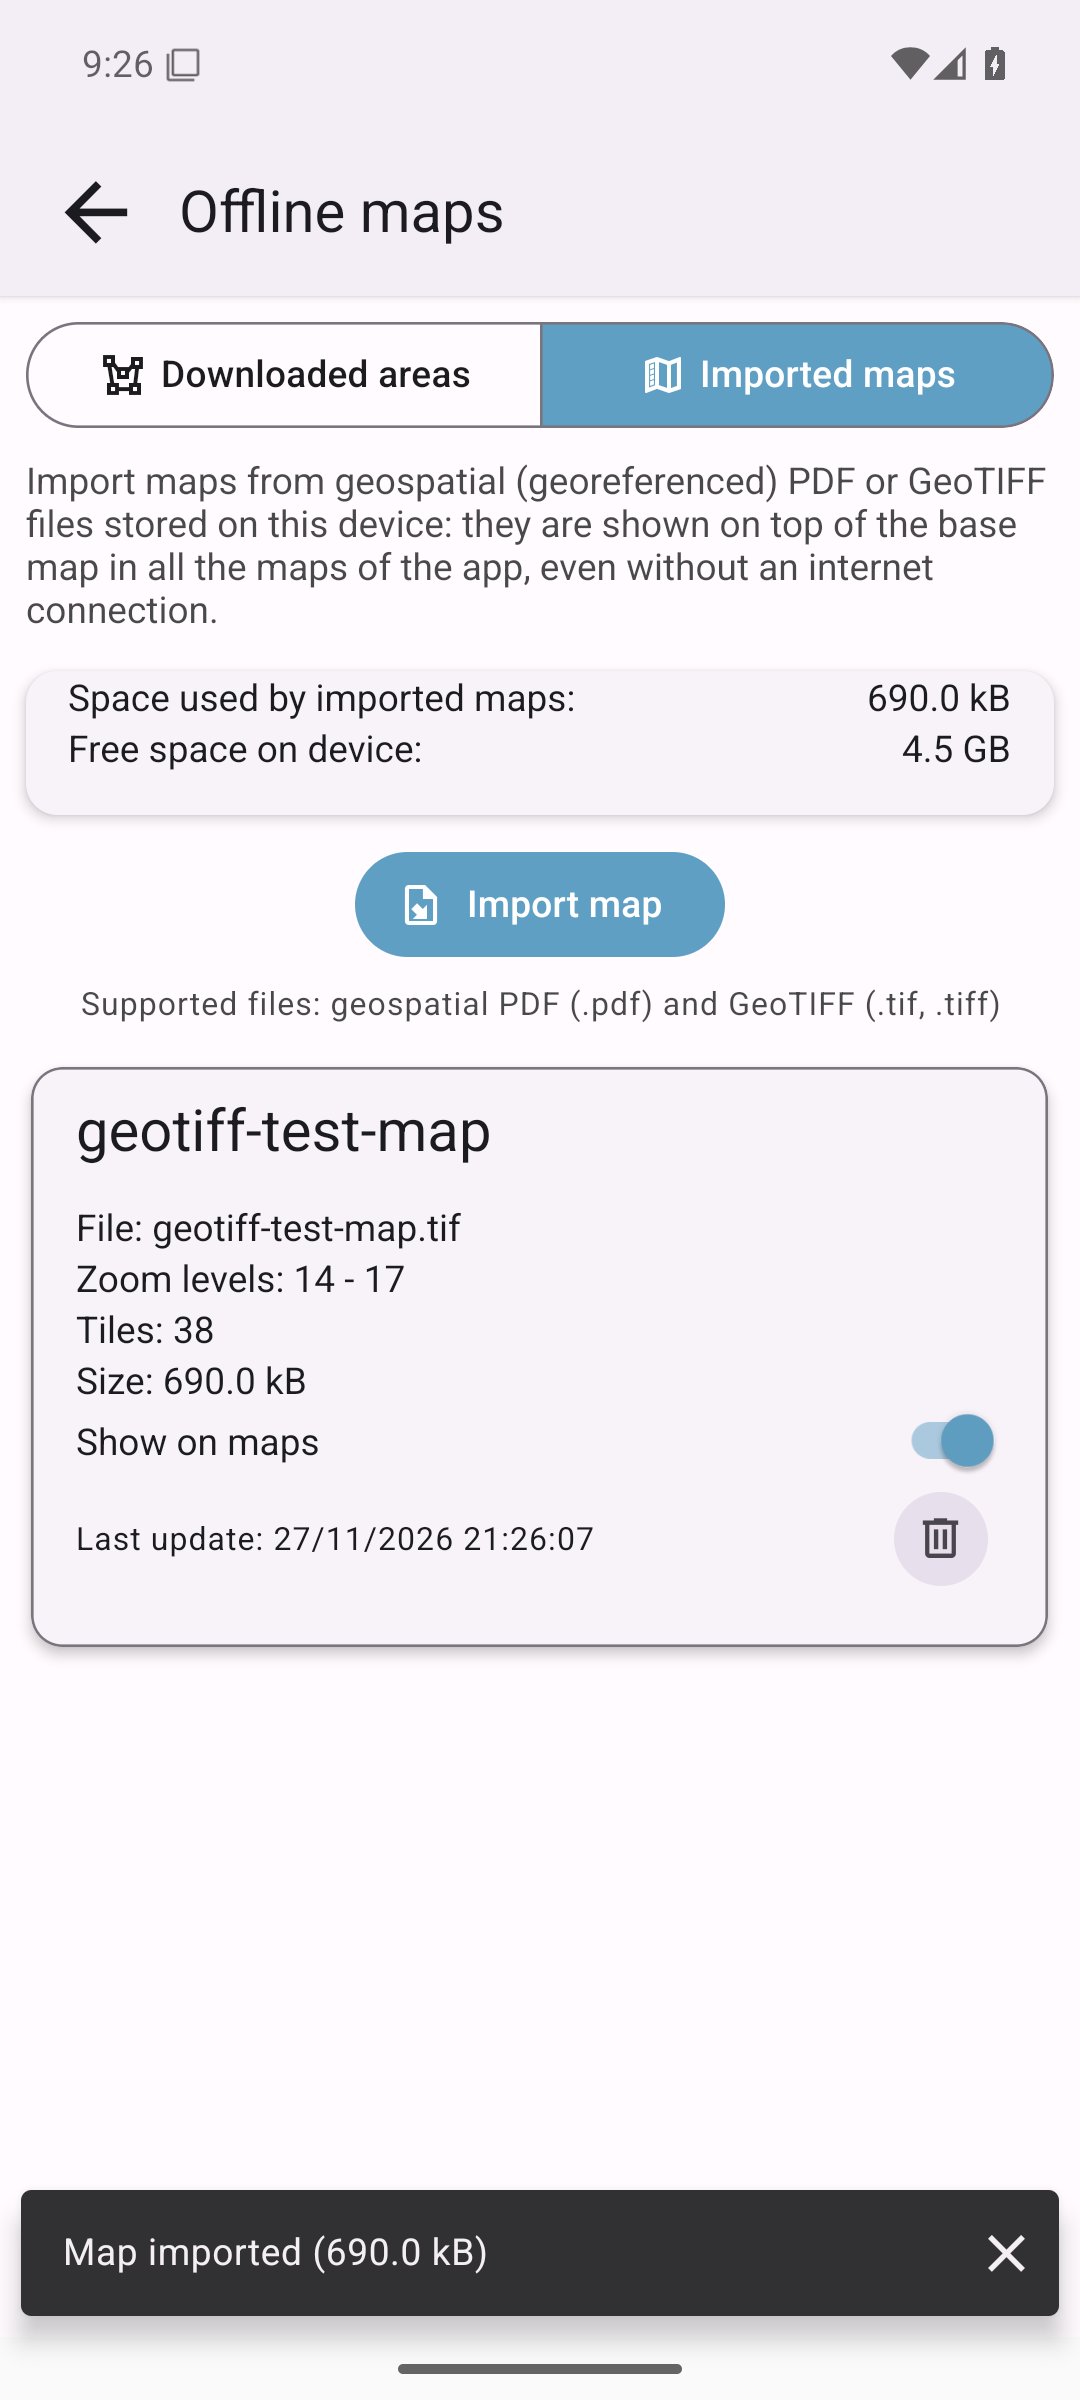 9:26
Offline maps
Downloaded areas
Imported maps
Import maps from geospatial (georeferenced) PDF or GeoTIFF
files stored on this device: they are shown on top of the base
map in all the maps of the app, even without an internet
connection.
Space used by imported maps: 690.0 kB
Free space on device: 4.5 GB
Import map
Supported files: geospatial PDF (.pdf) and GeoTIFF (.tif, .tiff)
geotiff-test-map
File: geotiff-test-map.tif
Zoom levels: 14 - 17
Tiles: 38
Size: 690.0 kB
Show on maps
Last update: 27/11/2026 21:26:07
Map imported (690.0 kB)